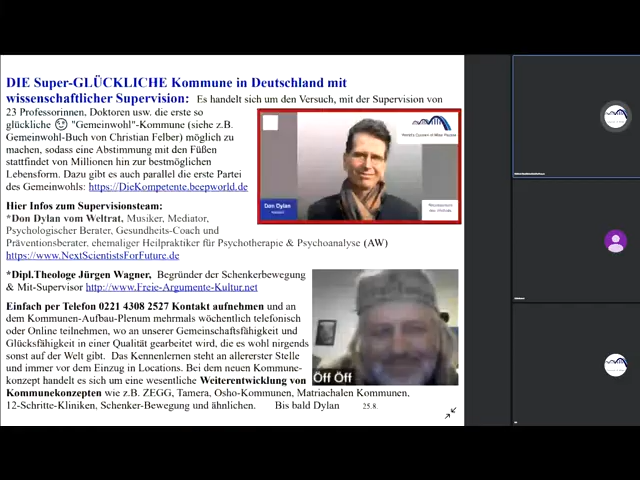 DIE Super-GLÜCKLICHE Kommune in Deutschland mit
wissenschaftlicher Supervision: Es handelt sich um den Versuch, mit der Supervision von
23 Professorinnen, Doktoren usw. die erste so
glückliche 😉 "Gemeinwohl"-Kommune (siehe z.B.
Gemeinwohl-Buch von Christian Felber) möglich zu
machen, sodass eine Abstimmung mit den Füßen
stattfindet von Millionen hin zur bestmöglichen
Lebensform. Dazu gibt es auch parallel die erste Partei
des Gemeinwohls: https://DieKompetente.beepworld.de
World's Council of Wise People
Don Dylan
Hier Infos zum Supervisionsteam:
*Don Dylan vom Weltrat, Musiker, Mediator,
Psychologischer Berater, Gesundheits-Coach und
Präventionsberater, ehemaliger Heilpraktiker für Psychotherapie & Psychoanalyse (AW)
https://www.NextScientistsForFuture.de
*Dipl.Theologe Jürgen Wagner, Begründer der Schenkerbewegung
& Mit-Supervisor http://www.Freie-Argumente-Kultur.net
Einfach per Telefon 0221 4308 2527 Kontakt aufnehmen und an
dem Kommunen-Aufbau-Plenum mehrmals wöchentlich telefonisch
oder Online teilnehmen, wo an unserer Gemeinschaftsfähigkeit und
Glücksfähigkeit in einer Qualität gearbeitet wird, die es wohl nirgends
sonst auf der Welt gibt. Das Kennenlernen steht an allererster Stelle
und immer vor dem Einzug in Locations. Bei dem neuen Kommune-
konzept handelt es sich um eine wesentliche Weiterentwicklung von
Kommunekonzepten wie z.B. ZEGG, Tamera, Osho-Kommunen, Matriachalen Kommunen,
12-Schritte-Kliniken, Schenker-Bewegung und ähnlichen. Bis bald Dylan 25.8.
Öff Öff